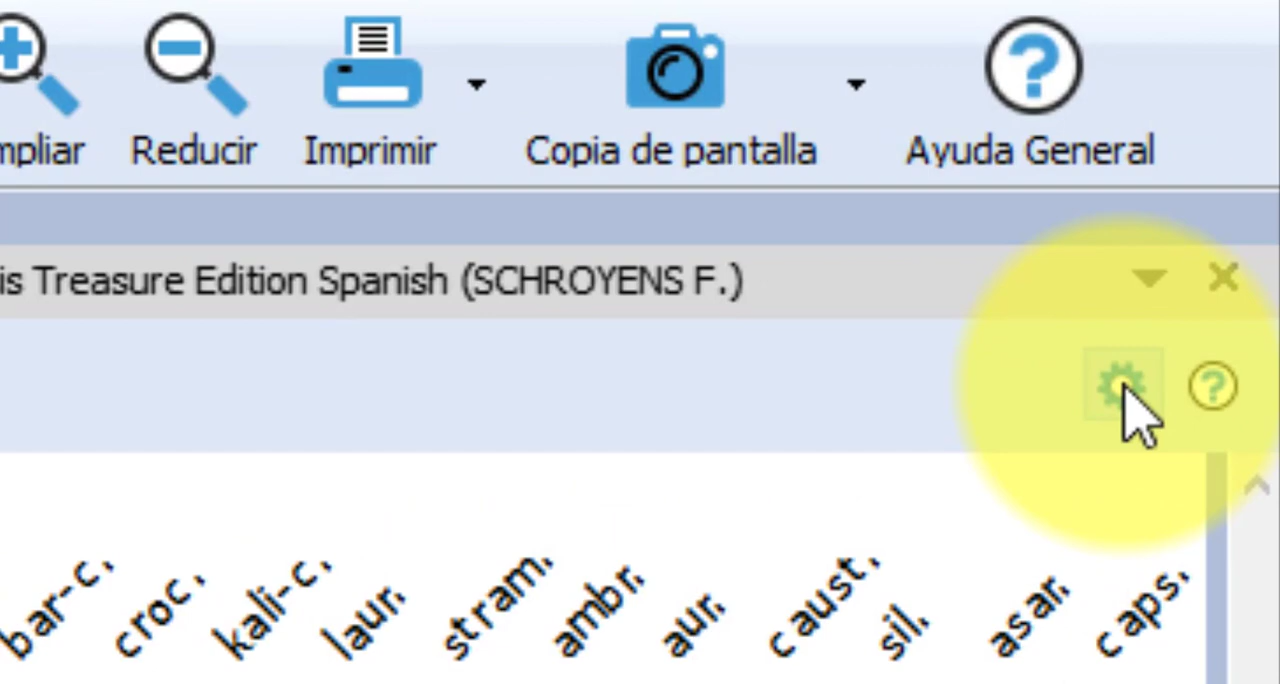 mpliar Reducir Imprimir Copia de pantalla Ayuda General
is Treasure Edition Spanish (SCHROYENS F.)
bar-c. croc. kali-c. laur. stram. ambr. aur. caust. sil. asar. caps.